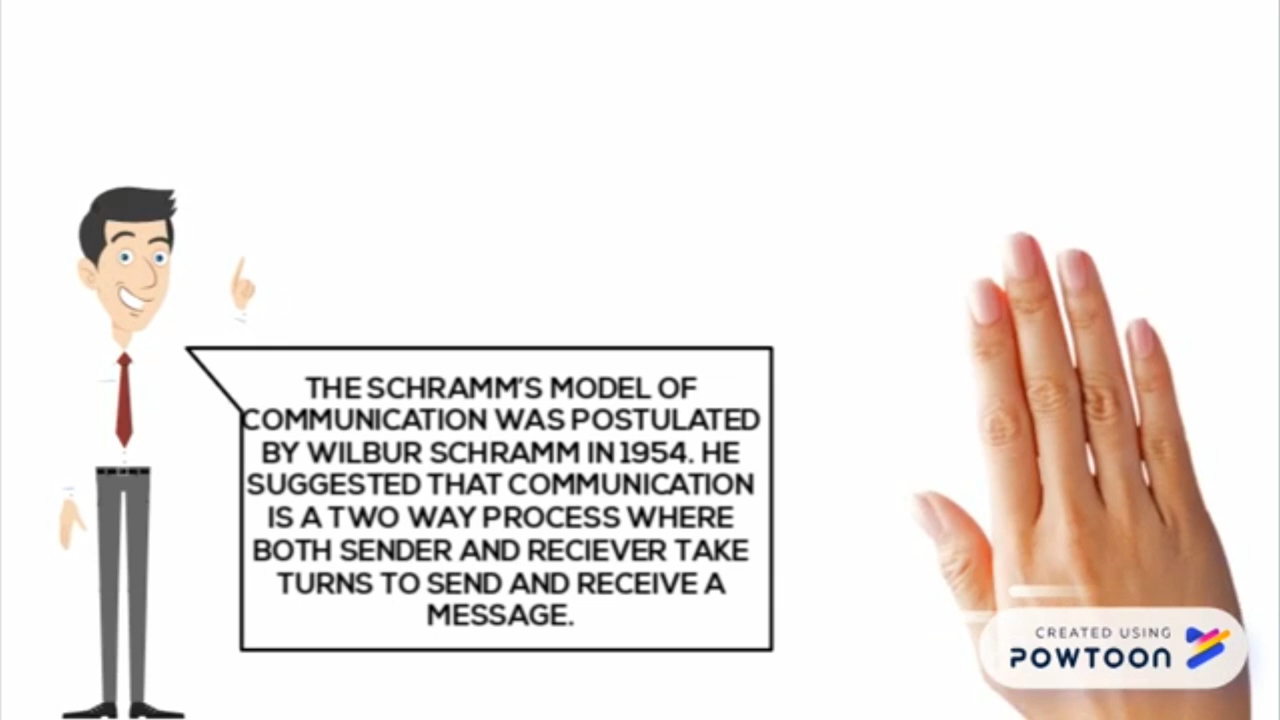 THE SCHRAMM'S MODEL OF
COMMUNICATION WAS POSTULATED
BY WILBUR SCHRAMM IN 1954. HE
SUGGESTED THAT COMMUNICATION
IS A TWO WAY PROCESS WHERE
BOTH SENDER AND RECIEVER TAKE
TURNS TO SEND AND RECEIVE A
MESSAGE.
CREATED USING
POWTOON